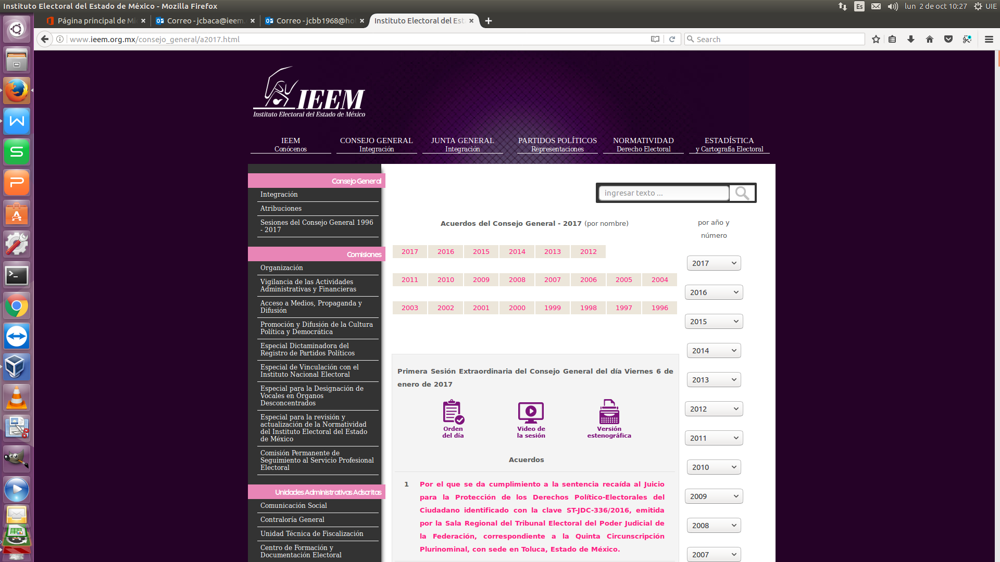 Instituto Electoral del Estado de México - Mozilla Firefox
Es
lun 2 de oct 10:27
UIE
Página principal de Mi
Correo - jcbaca@ieem.
Correo - jcbb1968@ho
Instituto Electoral del Est
www.ieem.org.mx/consejo_general/a2017.html
Search
IEEM
Instituto Electoral del Estado de México
IEEM
Conócenos
CONSEJO GENERAL
Integración
JUNTA GENERAL
Integración
PARTIDOS POLÍTICOS
Representaciones
NORMATIVIDAD
Derecho Electoral
ESTADÍSTICA
y Cartografía Electoral
Consejo General
Integración
Atribuciones
Sesiones del Consejo General 1996
- 2017
Comisiones
Organización
Vigilancia de las Actividades
Administrativas y Financieras
Acceso a Medios, Propaganda y
Difusión
Promoción y Difusión de la Cultura
Política y Democrática
Especial Dictaminadora del
Registro de Partidos Políticos
Especial de Vinculación con el
Instituto Nacional Electoral
Especial para la Designación de
Vocales en Órganos
Desconcentrados
Especial para la revisión y
actualización de la Normatividad
del Instituto Electoral del Estado
de México
Comisión Permanente de
Seguimiento al Servicio Profesional
Electoral
Unidades Administrativas Adscritas
Comunicación Social
Contraloría General
Unidad Técnica de Fiscalización
Centro de Formación y
Documentación Electoral
ingresar texto ...
Acuerdos del Consejo General - 2017 (por nombre)
2017 2016 2015 2014 2013 2012
2011 2010 2009 2008 2007 2006 2005 2004
2003 2002 2001 2000 1999 1998 1997 1996
Primera Sesión Extraordinaria del Consejo General del día Viernes 6 de
enero de 2017
Orden
del día
Video de
la sesión
Versión
estenográfica
Acuerdos
1 Por el que se da cumplimiento a la sentencia recaída al Juicio
para la Protección de los Derechos Político-Electorales del
Ciudadano identificado con la clave ST-JDC-336/2016, emitida
por la Sala Regional del Tribunal Electoral del Poder Judicial de
la Federación, correspondiente a la Quinta Circunscripción
Plurinominal, con sede en Toluca, Estado de México.
por año y
número
2017
2016
2015
2014
2013
2012
2011
2010
2009
2008
2007